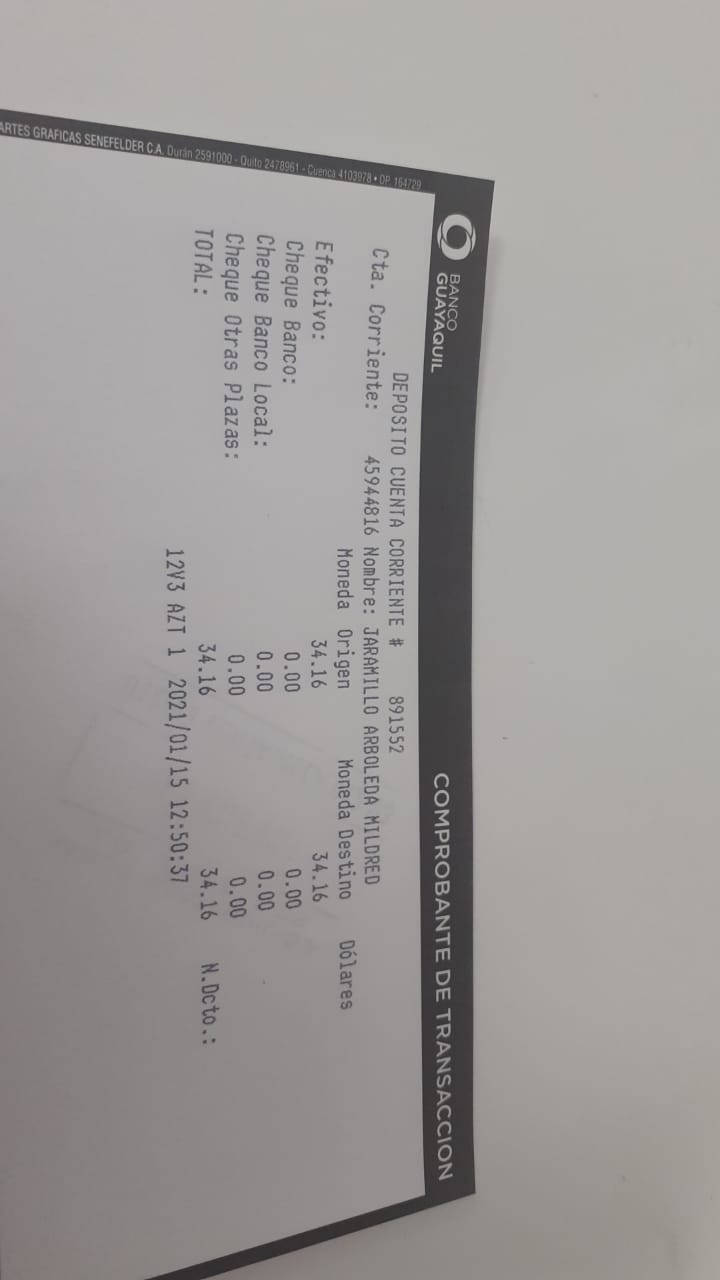 BANCO
GUAYAQUIL
COMPROBANTE DE TRANSACCION
DEPOSITO CUENTA CORRIENTE # 891552
Cta. Corriente: 45944816 Nombre: JARAMILLO ARBOLEDA MILDRED
Moneda Origen Moneda Destino Dólares
Efectivo: 34.16 34.16
Cheque Banco: 0.00 0.00
Cheque Banco Local: 0.00 0.00
Cheque Otras Plazas: 0.00 0.00
TOTAL: 34.16 34.16 N.Dcto.:
12V3 AZT 1 2021/01/15 12:50:37
ARTES GRAFICAS SENEFELDER C.A. Durán 2591000 - Quito 2478961 - Cuenca 4103978 • OP 164729